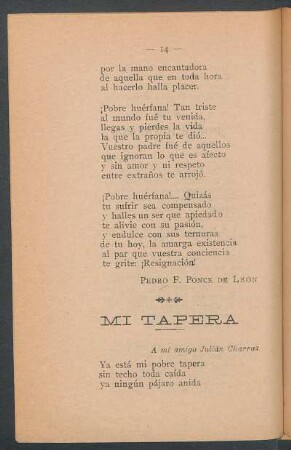 — 14 —
por la mano encantadora
de aquella que en toda hora
al hacerlo halla placer.
¡Pobre huérfana! Tan triste
al mundo fué tu venida,
llegas y pierdes la vida
la que la propia te dió...
Vuestro padre fué de aquellos
que ignoran lo que es afecto
y sin amor y ni respeto
entre extraños te arrojó.
¡Pobre huérfana!... Quizás
tu sufrir sea compensado
y halles un ser que apiedado
te alivie con su pasión,
y endulce con sus ternuras
de tu hoy, la amarga existencia
al par que vuestra conciencia
te grite: ¡Resignación!
Pedro F. Ponce de León
MI TAPERA
A mi amigo Julián Charras
Ya está mi pobre tapera
sin techo toda caída
ya ningún pájaro anida